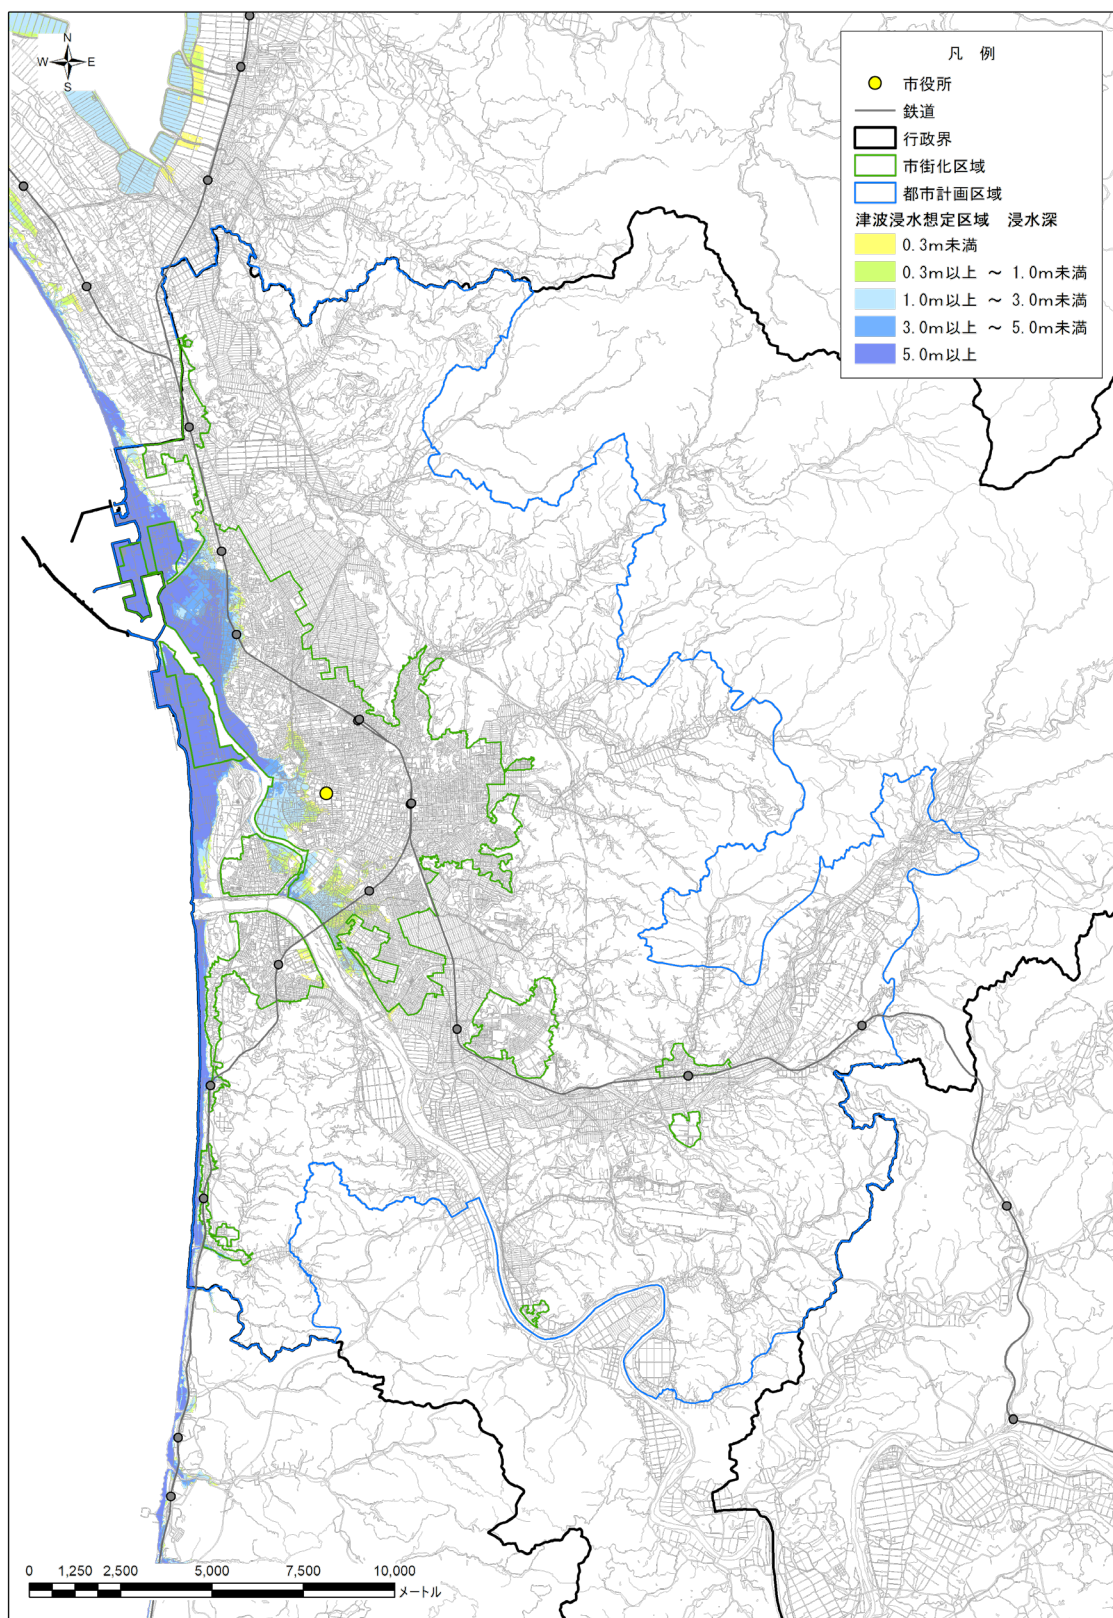 N
W E
S
凡 例
市役所
鉄道
行政界
市街化区域
都市計画区域
津波浸水想定区域 浸水深
0.3m未満
0.3m以上 ～ 1.0m未満
1.0m以上 ～ 3.0m未満
3.0m以上 ～ 5.0m未満
5.0m以上
0 1,250 2,500 5,000 7,500 10,000
メートル